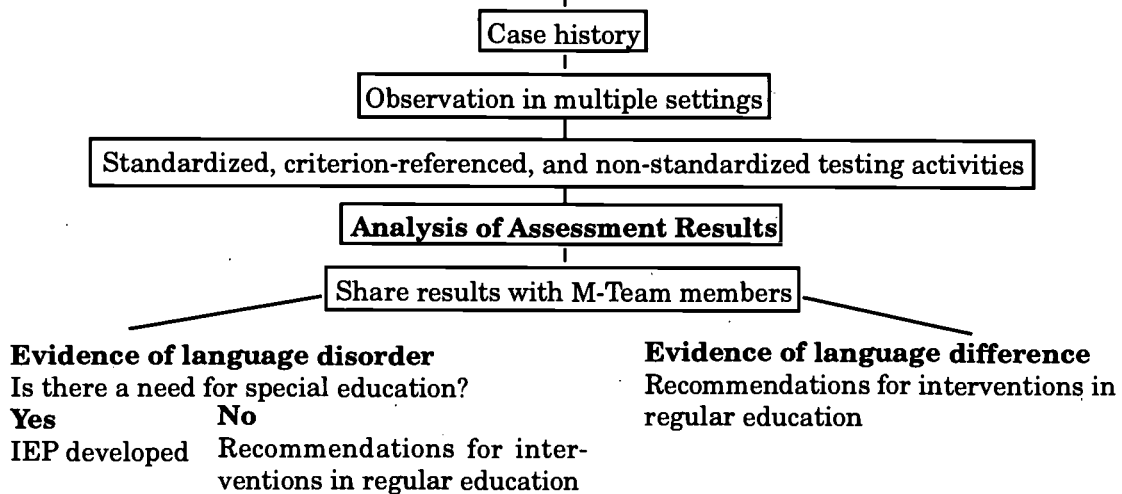 Case history
Observation in multiple settings
Standardized, criterion-referenced, and non-standardized testing activities
Analysis of Assessment Results
Share results with M-Team members
Evidence of language disorder
Is there a need for special education?
Yes
IEP developed
No
Recommendations for inter-
ventions in regular education
Evidence of language difference
Recommendations for interventions in
regular education